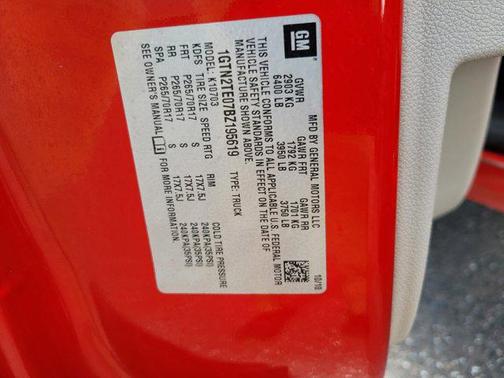 GM
MFD BY GENERAL MOTORS LLC 10/10
GVWR GAWR FRT GAWR RR
2903 KG 1792 KG 1701 KG
6400 LB 3950 LB 3750 LB
THIS VEHICLE CONFORMS TO ALL APPLICABLE U.S. FEDERAL MOTOR
VEHICLE SAFETY STANDARDS IN EFFECT ON THE DATE OF
MANUFACTURE SHOWN ABOVE.
1GTN2TE07BZ195619 TYPE: TRUCK
MODEL: K10703
KDFS TIRE SIZE SPEED RTG RIM COLD TIRE PRESSURE
FRT P265/70R17 S 17X7.5J 240KPA(35PSI)
RR P265/70R17 S 17X7.5J 240KPA(35PSI)
SPA P265/70R17 S 17X7.5J 240KPA(35PSI)
SEE OWNER'S MANUAL